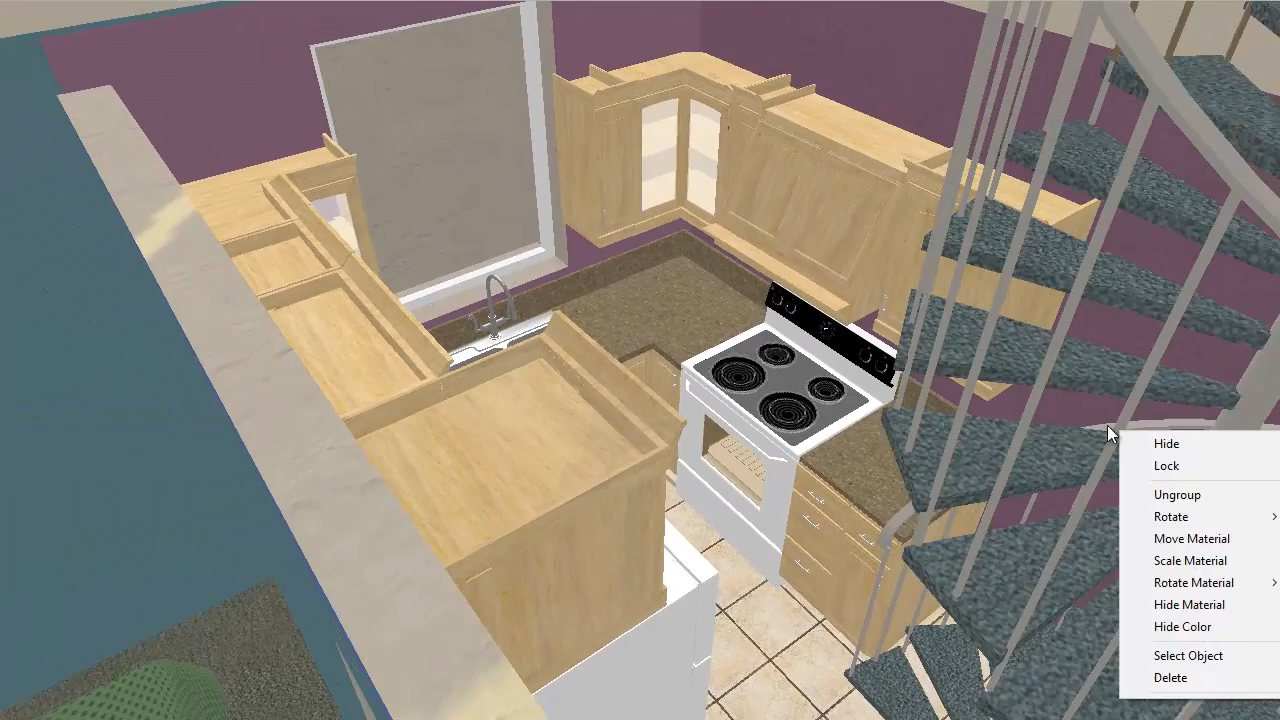 Hide
Lock
Ungroup
Rotate
Move Material
Scale Material
Rotate Material
Hide Material
Hide Color
Select Object
Delete